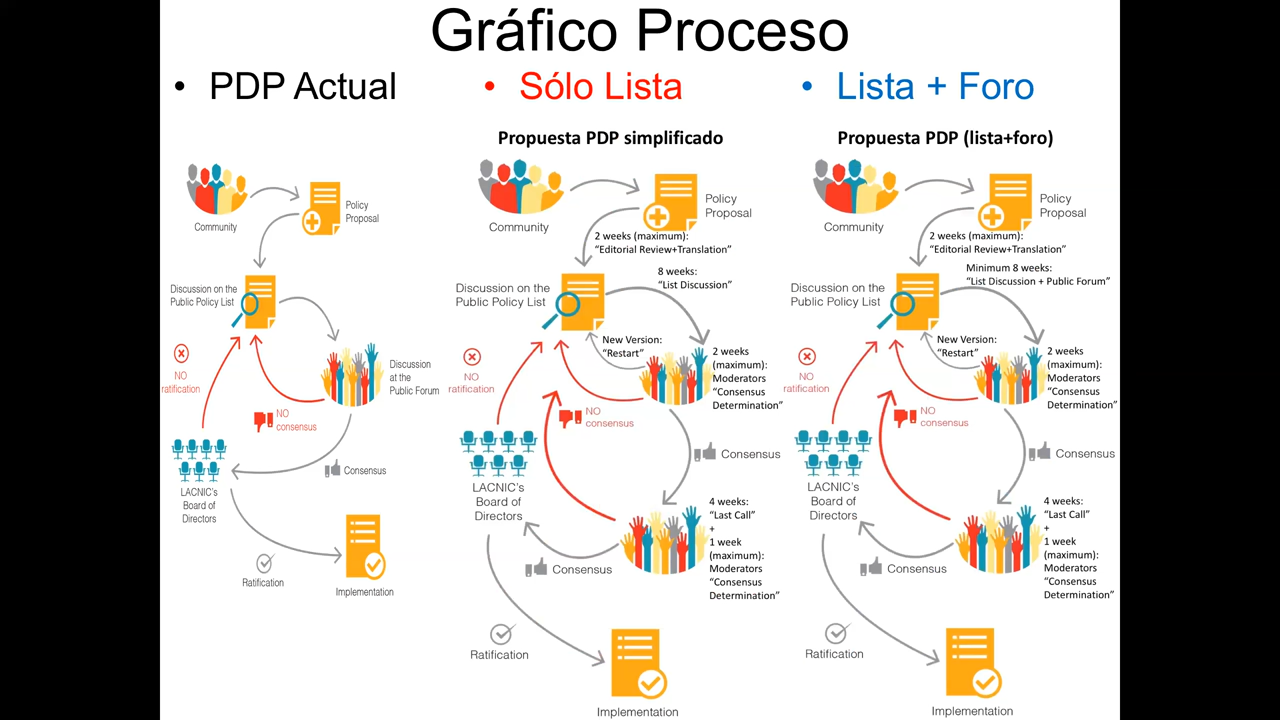 Gráfico Proceso
• PDP Actual
• Sólo Lista
• Lista + Foro
Community
Policy
Proposal
Discussion on the
Public Policy List
Discussion
at the
Public Forum
NO
ratification
NO
consensus
Consensus
LACNIC's
Board of
Directors
Ratification
Implementation
Propuesta PDP simplificado
Community
Policy
Proposal
2 weeks (maximum):
“Editorial Review+Translation”
8 weeks:
“List Discussion”
Discussion on the
Public Policy List
New Version:
“Restart”
2 weeks
(maximum):
Moderators
“Consensus
Determination”
NO
ratification
NO
consensus
Consensus
LACNIC's
Board of
Directors
4 weeks:
“Last Call”
+
1 week
(maximum):
Moderators
“Consensus
Determination”
Consensus
Ratification
Implementation
Propuesta PDP (lista+foro)
Community
Policy
Proposal
2 weeks (maximum):
“Editorial Review+Translation”
Minimum 8 weeks:
“List Discussion + Public Forum”
Discussion on the
Public Policy List
New Version:
“Restart”
2 weeks
(maximum):
Moderators
“Consensus
Determination”
NO
ratification
NO
consensus
Consensus
LACNIC's
Board of
Directors
4 weeks:
“Last Call”
+
1 week
(maximum):
Moderators
“Consensus
Determination”
Consensus
Ratification
Implementation